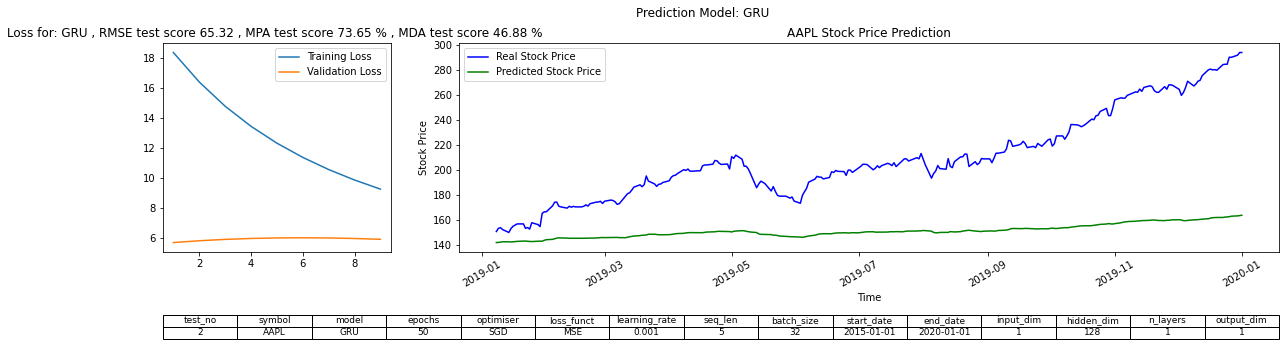 Prediction Model: GRU
Loss for: GRU , RMSE test score 65.32 , MPA test score 73.65 % , MDA test score 46.88 %
AAPL Stock Price Prediction
18
16
14
12
10
8
6
2
4
6
8
Training Loss
Validation Loss
300
280
260
240
220
200
180
160
140
Stock Price
Real Stock Price
Predicted Stock Price
2019-01
2019-03
2019-05
2019-07
2019-09
2019-11
2020-01
Time
test_no symbol model epochs optimiser loss_funct learning_rate seq_len batch_size start_date end_date input_dim hidden_dim n_layers output_dim
2 AAPL GRU 50 SGD MSE 0.001 5 32 2015-01-01 2020-01-01 1 128 1 1